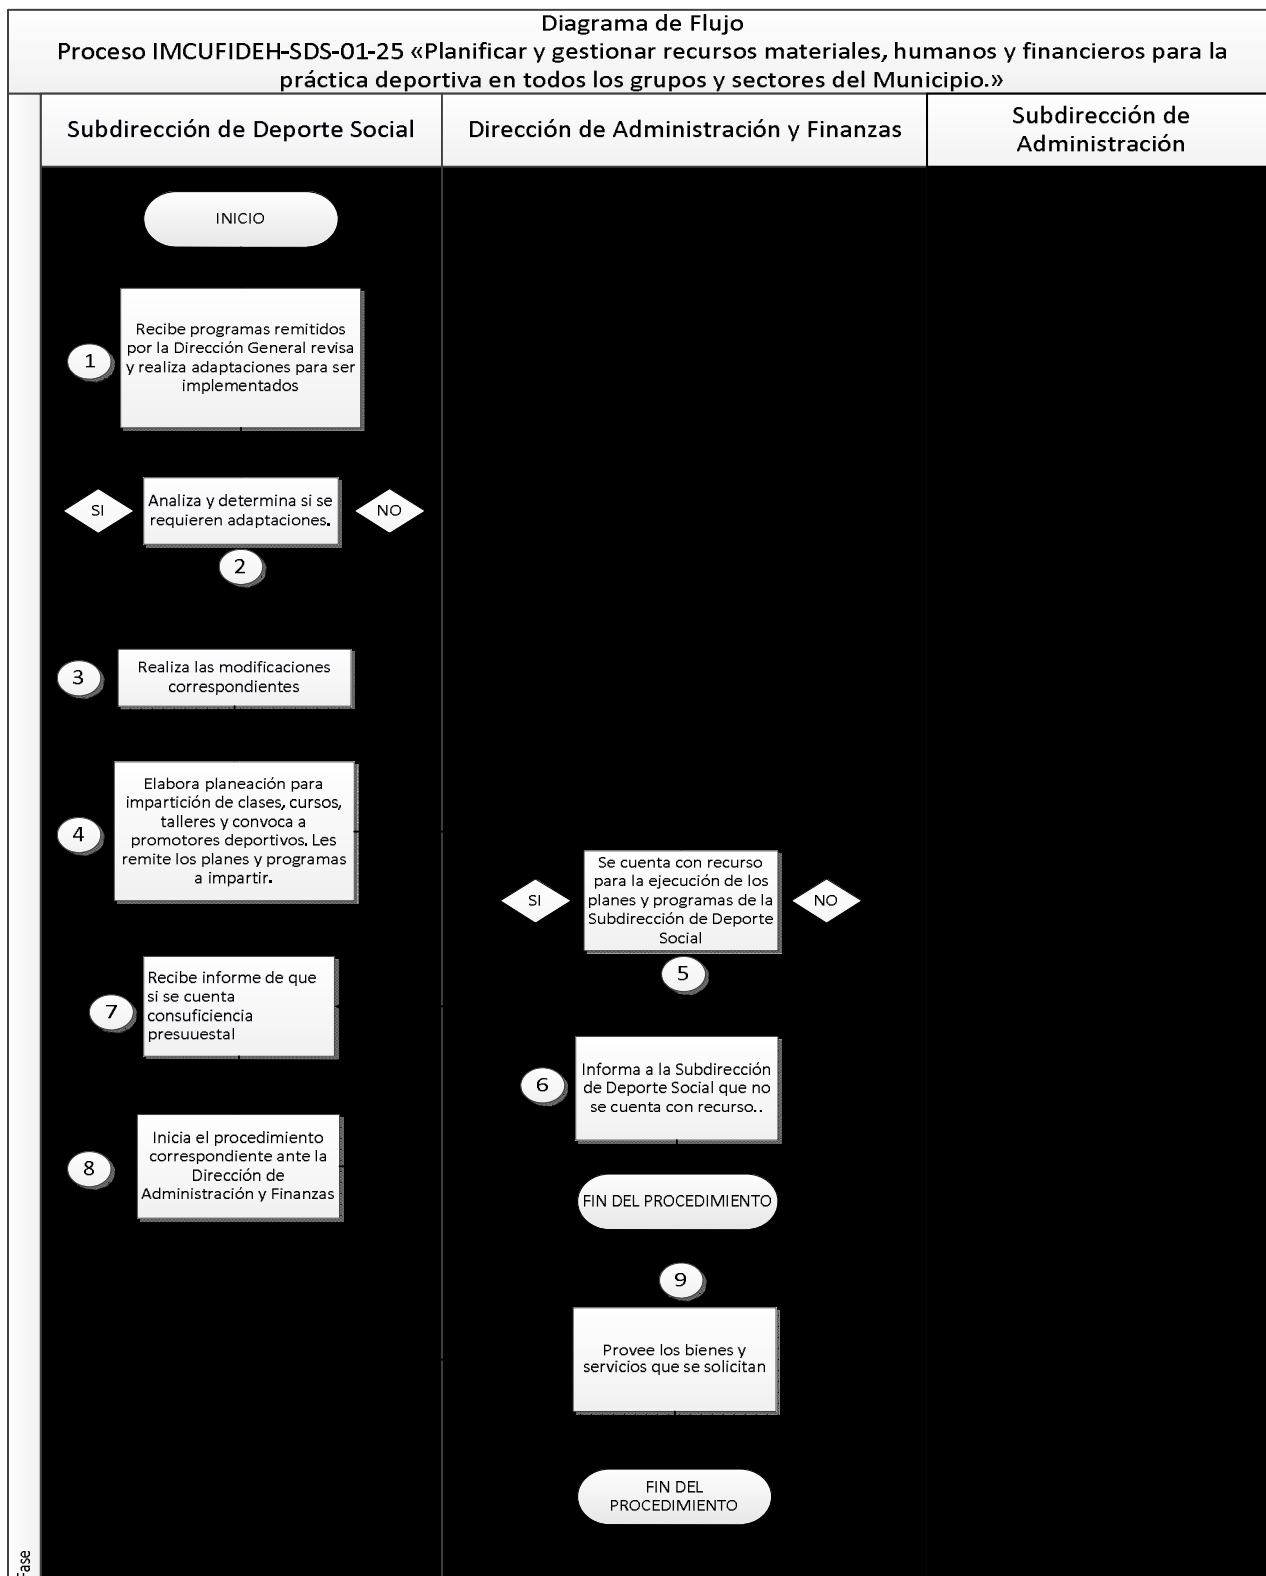 Diagrama de Flujo
Proceso IMCUFIDEH-SDS-01-25 «Planificar y gestionar recursos materiales, humanos y financieros para la
práctica deportiva en todos los grupos y sectores del Municipio.»
Subdirección de Deporte Social
Dirección de Administración y Finanzas
Subdirección de
Administración
INICIO
1
Recibe programas remitidos
por la Dirección General revisa
y realiza adaptaciones para ser
implementados
SI
Analiza y determina si se
requieren adaptaciones.
NO
2
3
Realiza las modificaciones
correspondientes
4
Elabora planeación para
impartición de clases, cursos,
talleres y convoca a
promotores deportivos. Les
remite los planes y programas
a impartir.
SI
Se cuenta con recurso
para la ejecución de los
planes y programas de la
Subdirección de Deporte
Social
NO
5
7
Recibe informe de que
si se cuenta
consuficiencia
presuuestal
6
Informa a la Subdirección
de Deporte Social que no
se cuenta con recurso..
8
Inicia el procedimiento
correspondiente ante la
Dirección de
Administración y Finanzas
FIN DEL PROCEDIMIENTO
9
Provee los bienes y
servicios que se solicitan
FIN DEL
PROCEDIMIENTO
Fase